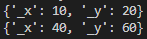 {'_x': 10, '_y': 20}
{'_x': 40, '_y': 60}